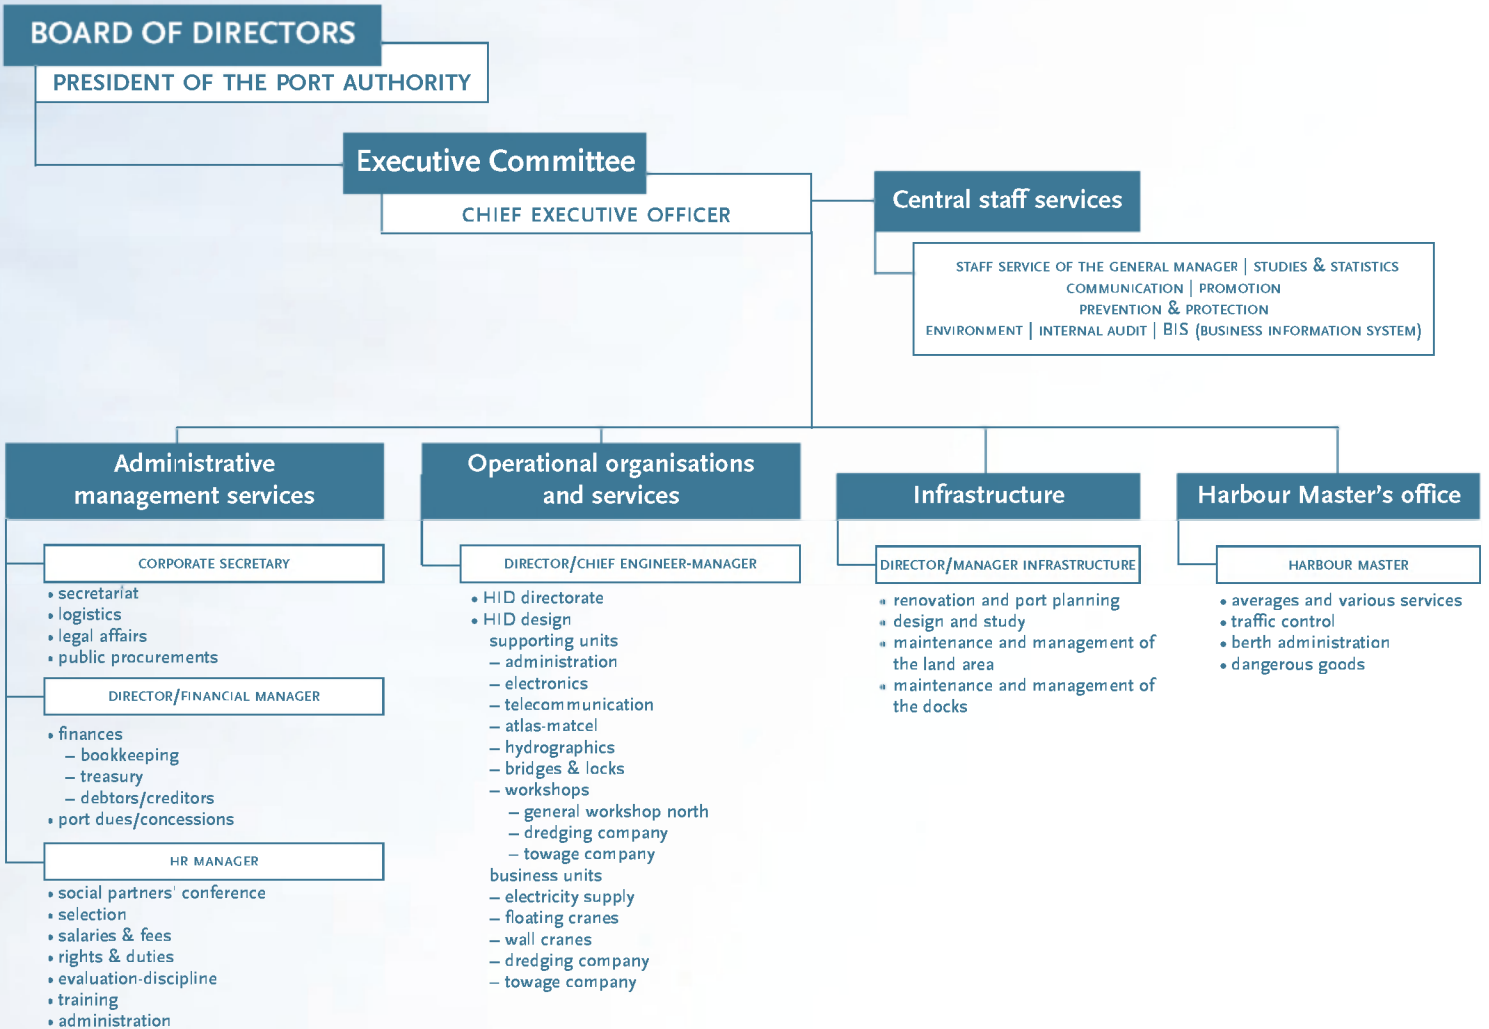 BOARD OF DIRECTORS
PRESIDENT OF THE PORT AUTHORITY
Executive Committee
CHIEF EXECUTIVE OFFICER
Central staff services
STAFF SERVICE OF THE GENERAL MANAGER | STUDIES & STATISTICS
COMMUNICATION | PROMOTION
PREVENTION & PROTECTION
ENVIRONMENT | INTERNAL AUDIT | BIS (BUSINESS INFORMATION SYSTEM)
Administrative
management services
CORPORATE SECRETARY
• secretariat
• logistics
• legal affairs
• public procurements
DIRECTOR/FINANCIAL MANAGER
• finances
– bookkeeping
– treasury
– debtors/creditors
• port dues/concessions
HR MANAGER
• social partners' conference
• selection
• salaries & fees
• rights & duties
• evaluation-discipline
• training
• administration
Operational organisations
and services
DIRECTOR/CHIEF ENGINEER-MANAGER
• HID directorate
• HID design
supporting units
– administration
– electronics
– telecommunication
– atlas-matcel
– hydrographics
– bridges & locks
– workshops
– general workshop north
– dredging company
– towage company
business units
– electricity supply
– floating cranes
– wall cranes
– dredging company
– towage company
Infrastructure
DIRECTOR/MANAGER INFRASTRUCTURE
• renovation and port planning
• design and study
• maintenance and management of
the land area
• maintenance and management of
the docks
Harbour Master's office
HARBOUR MASTER
• averages and various services
• traffic control
• berth administration
• dangerous goods